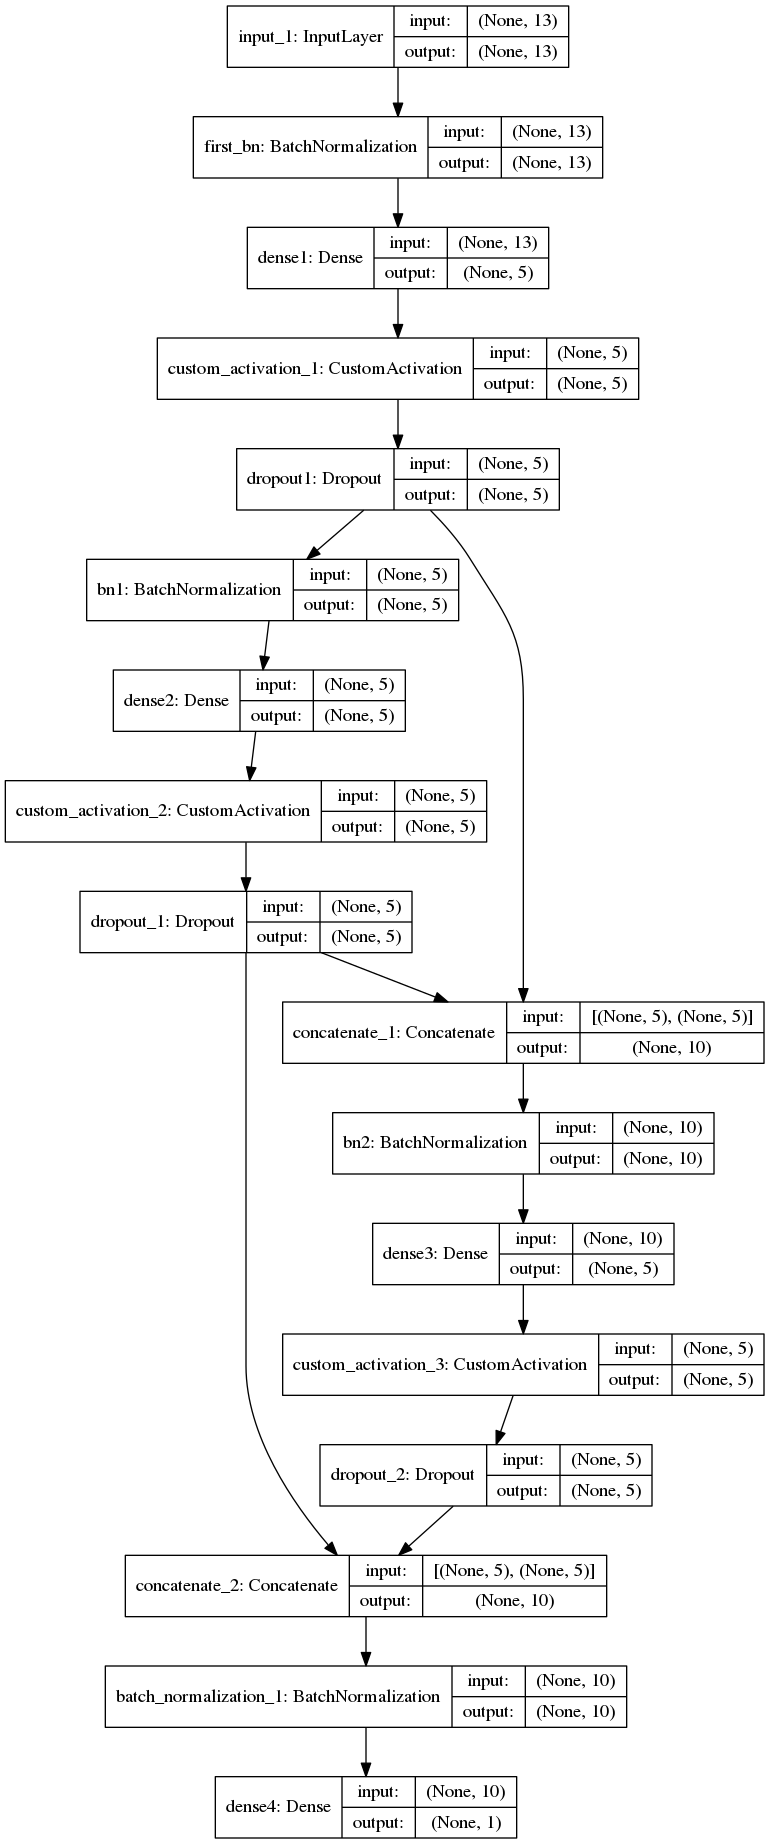 input_1: InputLayer
input:
(None, 13)
output:
(None, 13)
first_bn: BatchNormalization
input:
(None, 13)
output:
(None, 13)
dense1: Dense
input:
(None, 13)
output:
(None, 5)
custom_activation_1: CustomActivation
input:
(None, 5)
output:
(None, 5)
dropout1: Dropout
input:
(None, 5)
output:
(None, 5)
bn1: BatchNormalization
input:
(None, 5)
output:
(None, 5)
dense2: Dense
input:
(None, 5)
output:
(None, 5)
custom_activation_2: CustomActivation
input:
(None, 5)
output:
(None, 5)
dropout_1: Dropout
input:
(None, 5)
output:
(None, 5)
concatenate_1: Concatenate
input:
[(None, 5), (None, 5)]
output:
(None, 10)
bn2: BatchNormalization
input:
(None, 10)
output:
(None, 10)
dense3: Dense
input:
(None, 10)
output:
(None, 5)
custom_activation_3: CustomActivation
input:
(None, 5)
output:
(None, 5)
dropout_2: Dropout
input:
(None, 5)
output:
(None, 5)
concatenate_2: Concatenate
input:
[(None, 5), (None, 5)]
output:
(None, 10)
batch_normalization_1: BatchNormalization
input:
(None, 10)
output:
(None, 10)
dense4: Dense
input:
(None, 10)
output:
(None, 1)